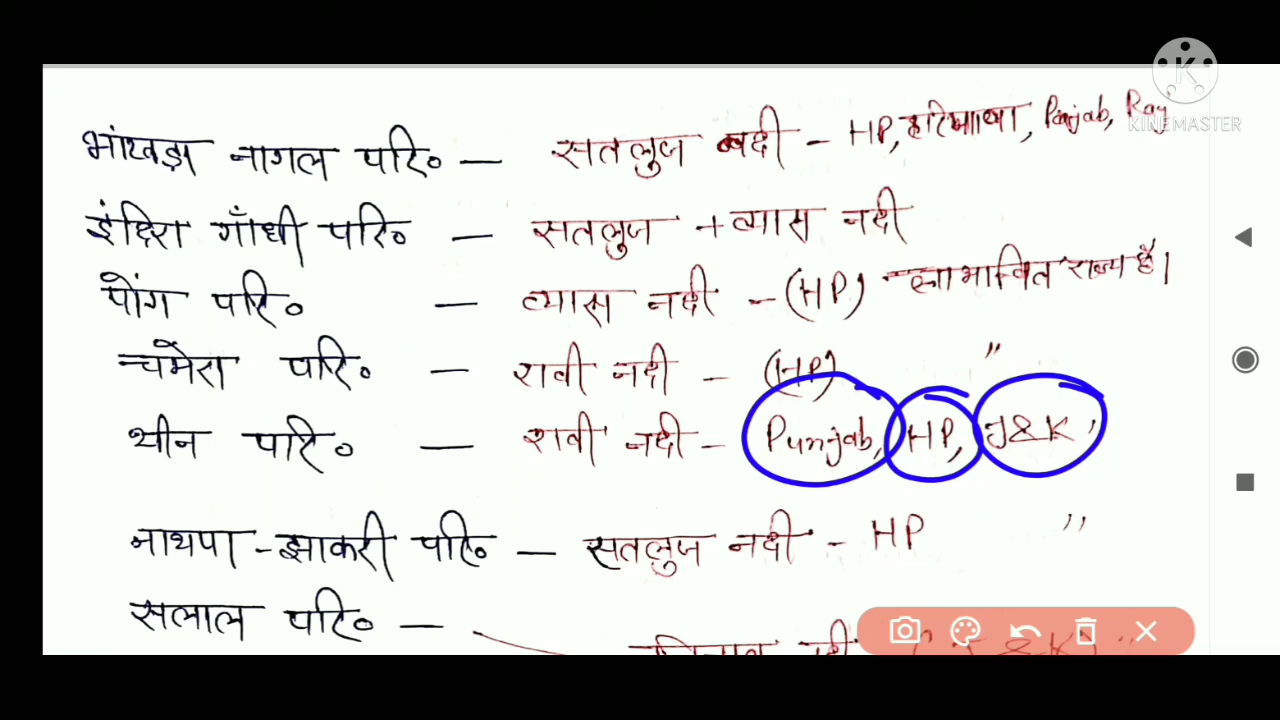 KINEMASTER
भांखड़ा नागल परि० — सतलुज नदी - HP, हरियाणा, Punjab, Raj
इंदिरा गाँधी परि० — सतलुज + व्यास नदी
पोंग परि० — व्यास नदी - (HP) - लाभावित राज्य है।
चमेरा परि० — रावी नदी - (HP) "
थीन परि० — रावी नदी - Punjab, HP, J&K "
नाथपा - झाकरी परि० — सतलुज नदी - HP "
सलाल परि० —